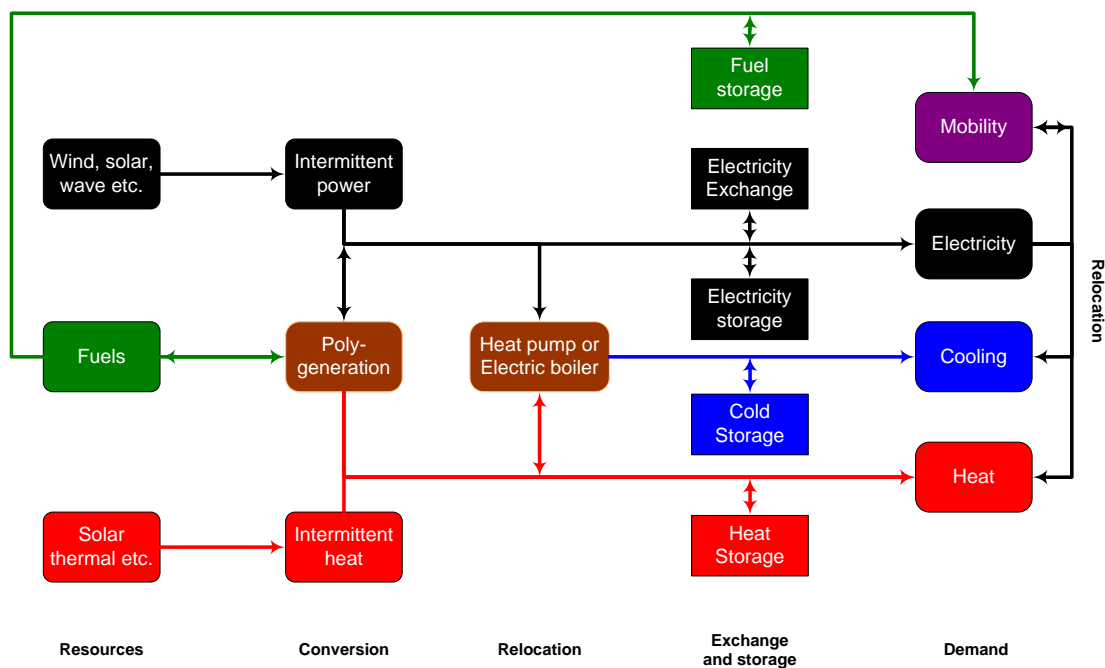 Fuel
storage
Mobility
Wind, solar,
wave etc.
Intermittent
power
Electricity
Exchange
Electricity
Electricity
storage
Relocation
Fuels
Poly-
generation
Heat pump or
Electric boiler
Cooling
Cold
Storage
Heat
Solar
thermal etc.
Intermittent
heat
Heat
Storage
Resources
Conversion
Relocation
Exchange
and storage
Demand